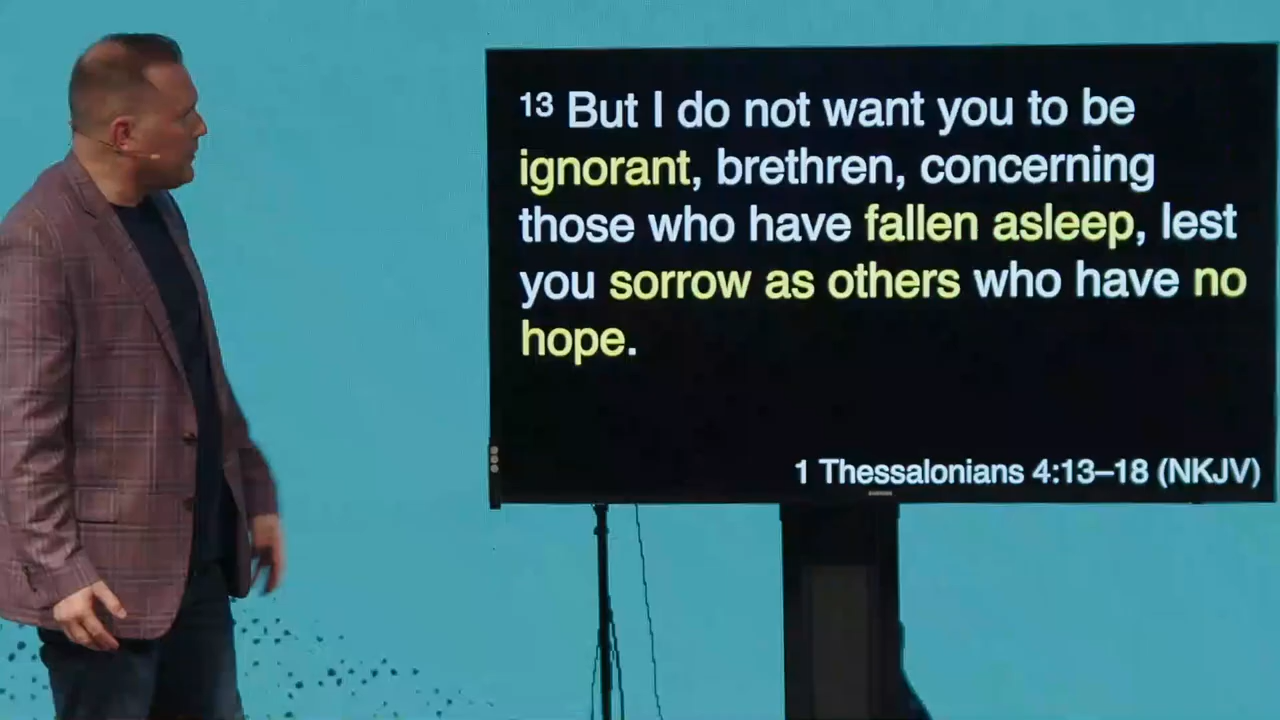 13 But I do not want you to be
ignorant, brethren, concerning
those who have fallen asleep, lest
you sorrow as others who have no
hope.
1 Thessalonians 4:13–18 (NKJV)